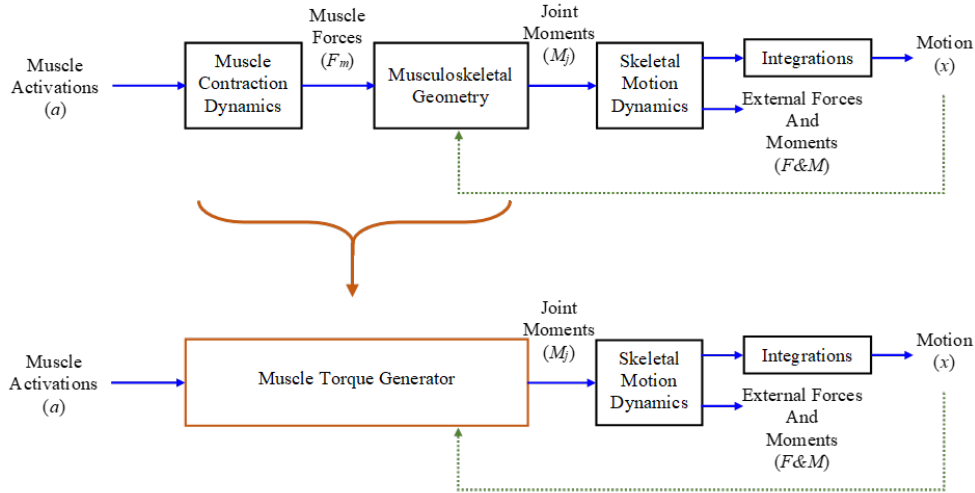 Muscle
Activations
(a)
Muscle
Contraction
Dynamics
Muscle
Forces
(Fm)
Musculoskeletal
Geometry
Joint
Moments
(Mj)
Skeletal
Motion
Dynamics
Integrations
Motion
(x)
External Forces
And
Moments
(F&M)
Muscle
Activations
(a)
Muscle Torque Generator
Joint
Moments
(Mj)
Skeletal
Motion
Dynamics
Integrations
Motion
(x)
External Forces
And
Moments
(F&M)